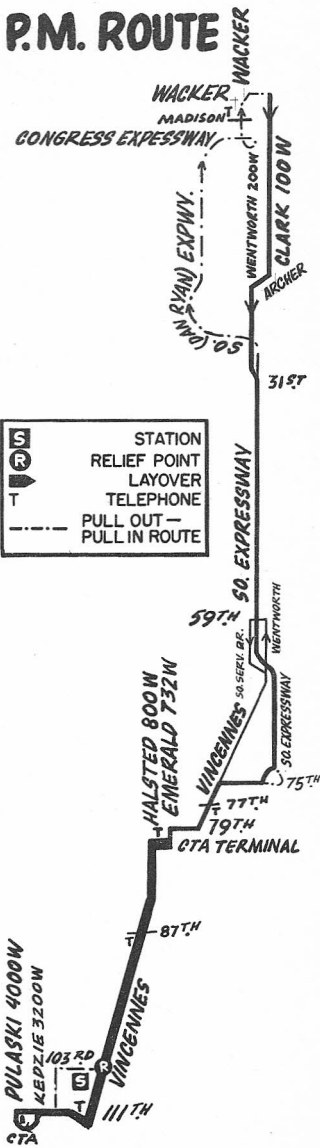 P.M. ROUTE
WACKER
WACKER
T
MADISON
CONGRESS EXPESSWAY
WENTWORTH 200W
CLARK 100W
ARCHER
SO. (DAN RYAN) EXPWY.
31ST
S STATION
R RELIEF POINT
LAYOVER
T TELEPHONE
PULL OUT —
PULL IN ROUTE
SO. EXPRESSWAY
59TH
SO. SERV. DR.
WENTWORTH
SO. EXPRESSWAY
VINCENNES
75TH
HALSTED 800W
EMERALD 732W
T
77TH
79TH
T
CTA TERMINAL
T
87TH
VINCENNES
PULASKI 4000W
KEDZIE 3200W
103RD
R
S
T
111TH
CTA